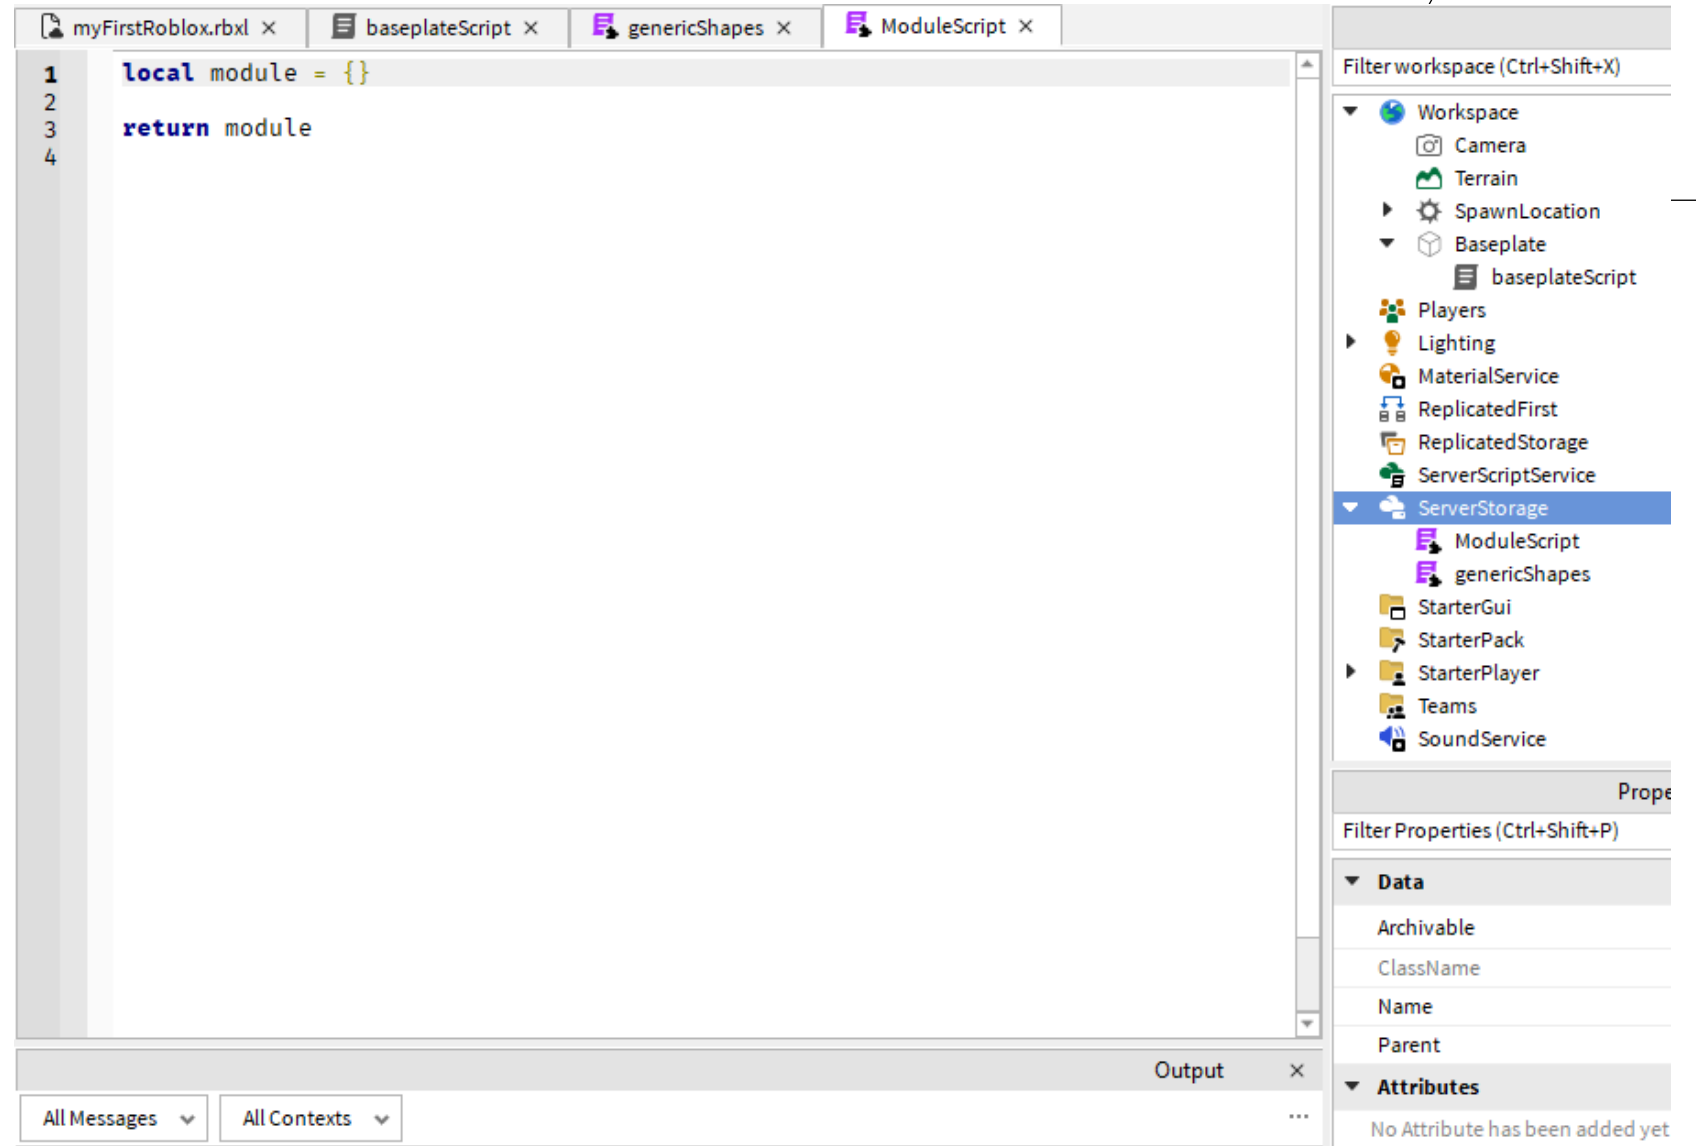 myFirstRoblox.rbxl ×
baseplateScript ×
genericShapes ×
ModuleScript ×
1 local module = {}
2
3 return module
4
Filter workspace (Ctrl+Shift+X)
Workspace
Camera
Terrain
SpawnLocation
Baseplate
baseplateScript
Players
Lighting
MaterialService
ReplicatedFirst
ReplicatedStorage
ServerScriptService
ServerStorage
ModuleScript
genericShapes
StarterGui
StarterPack
StarterPlayer
Teams
SoundService
Prope
Filter Properties (Ctrl+Shift+P)
Data
Archivable
ClassName
Name
Parent
Attributes
No Attribute has been added yet
Output ×
All Messages
All Contexts
...